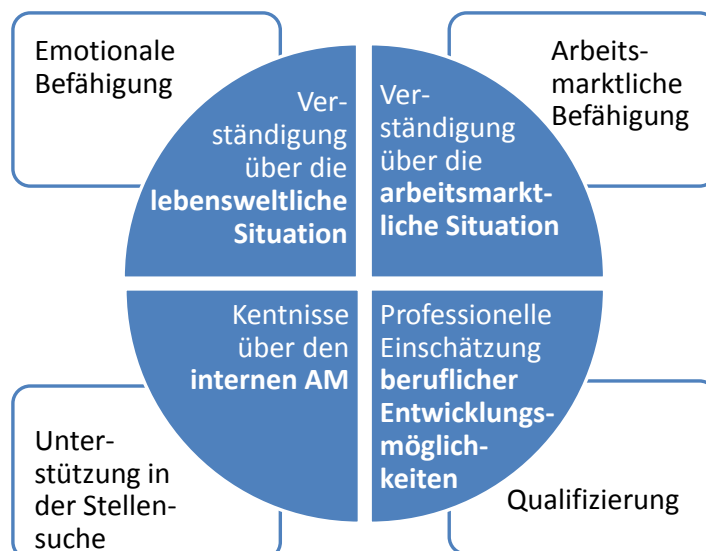 Emotionale
Befähigung
Ver-
ständigung
über die
lebensweltliche
Situation
Ver-
ständigung
über die
arbeitsmarkt-
liche Situation
Arbeits-
marktliche
Befähigung
Kentnisse
über den
internen AM
Professionelle
Einschätzung
beruflicher
Entwicklungs-
möglich-
keiten
Unter-
stützung in
der Stellen-
suche
Qualifizierung